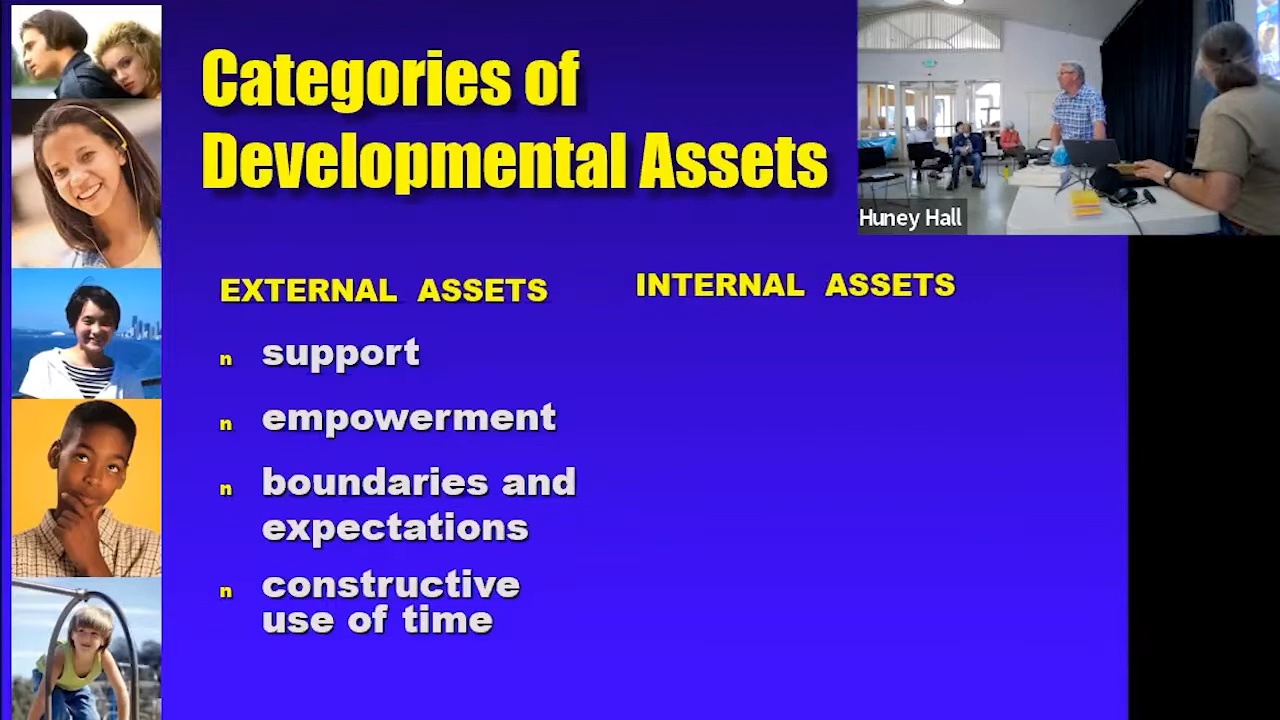 Categories of
Developmental Assets
Huney Hall
EXTERNAL ASSETS
INTERNAL ASSETS
n support
n empowerment
n boundaries and
expectations
n constructive
use of time